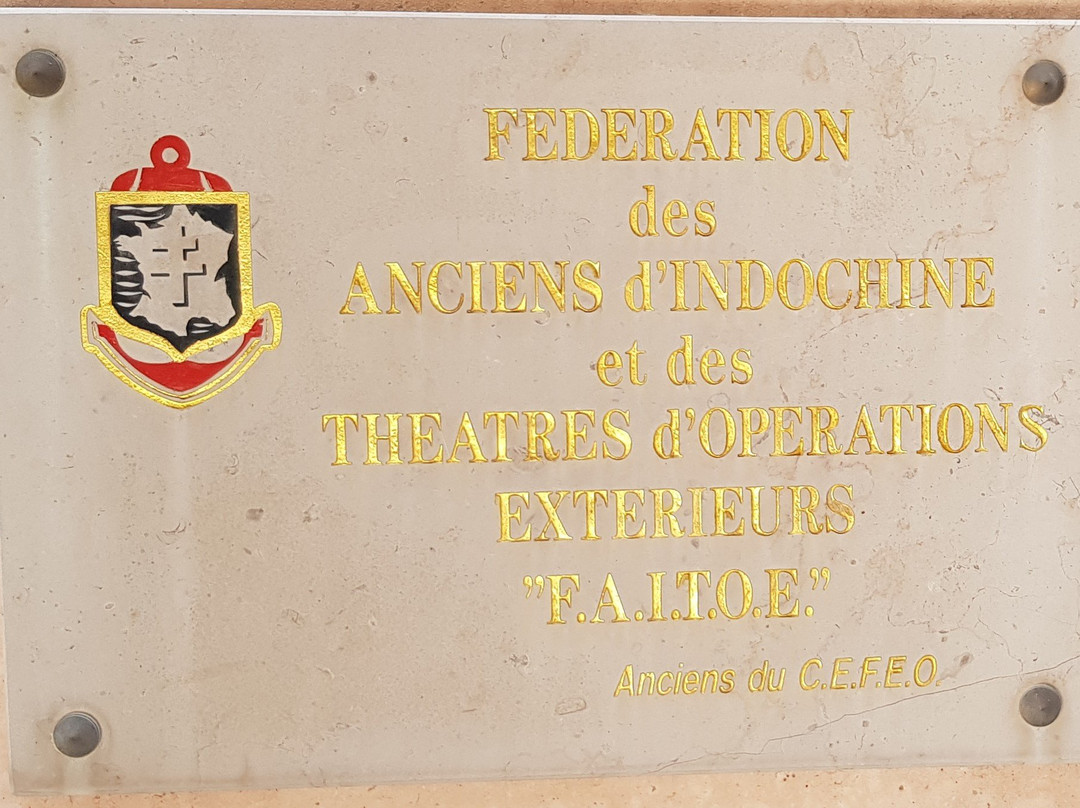 FEDERATION
des
ANCIENS d'INDOCHINE
et des
THEATRES d'OPERATIONS
EXTERIEURS
"F.A.I.T.O.E."
Anciens du C.E.F.E.O.